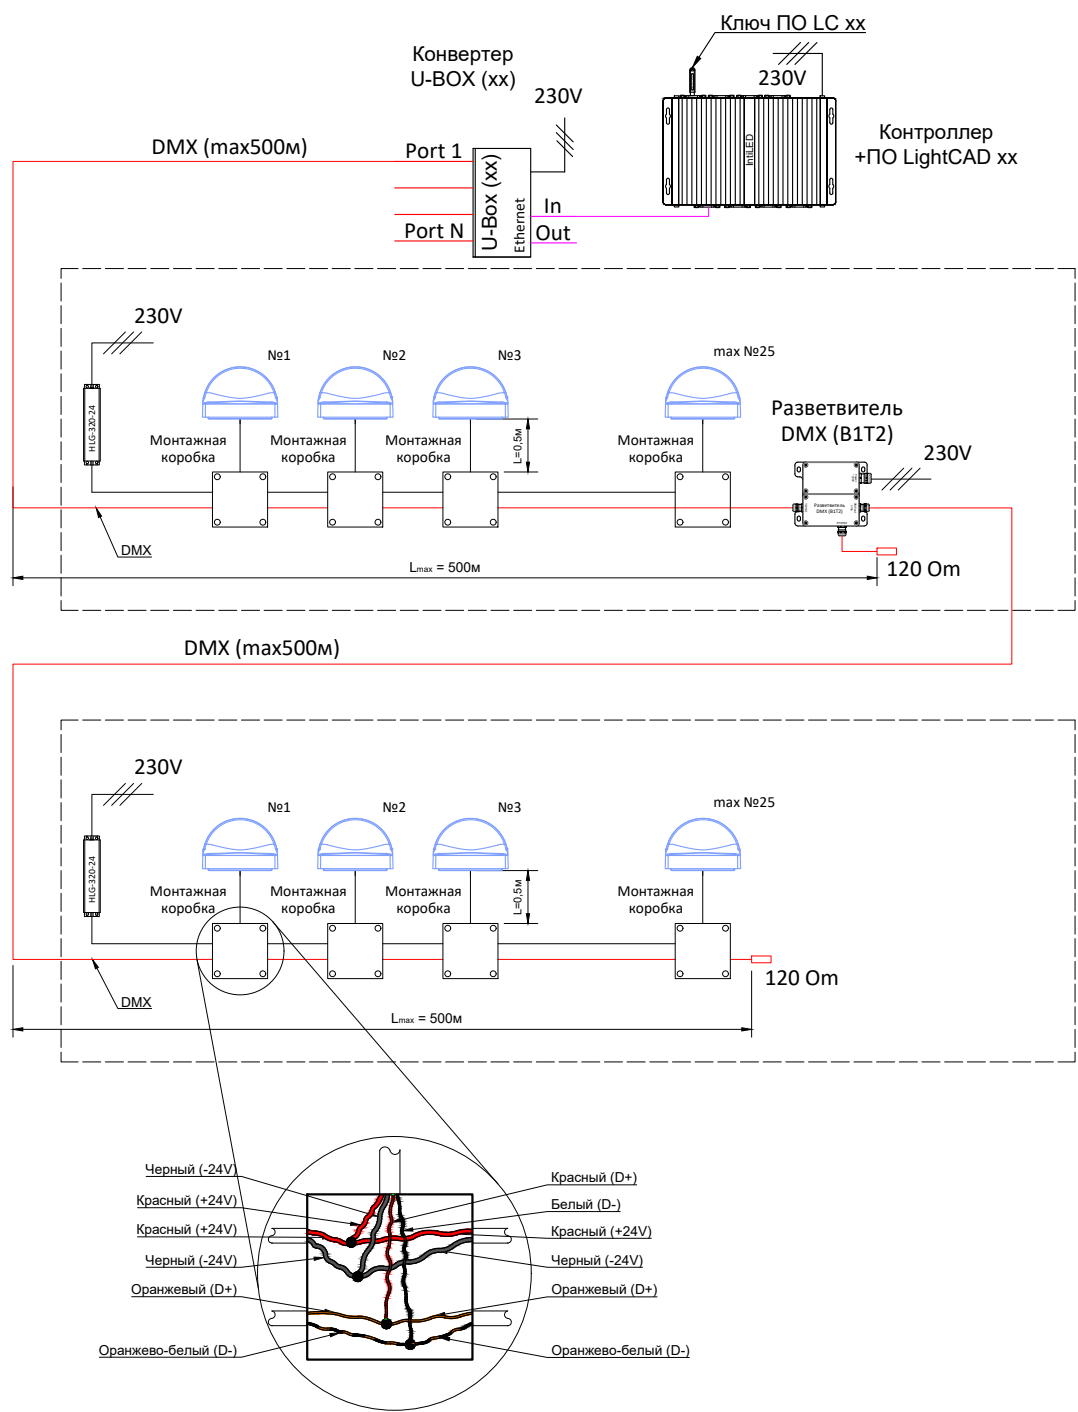 Ключ ПО LC xx
Конвертер
U-BOX (xx)
230V
230V
IntiLED
Контроллер
+ПО LightCAD xx
DMX (max500м)
Port 1
U-Box (xx)
Ethernet
In
Port N
Out
230V
№1
№2
№3
max №25
HLG-320-24
Разветвитель
DMX (B1T2)
Монтажная
коробка
Монтажная
коробка
Монтажная
коробка
L=0,5м
Монтажная
коробка
230V
Разветвитель
DMX (B1T2)
DMX
Lmax = 500м
120 Om
DMX (max500м)
230V
№1
№2
№3
max №25
HLG-320-24
Монтажная
коробка
Монтажная
коробка
Монтажная
коробка
L=0,5м
Монтажная
коробка
120 Om
DMX
Lmax = 500м
Черный (-24V)
Красный (D+)
Красный (+24V)
Белый (D-)
Красный (+24V)
Красный (+24V)
Черный (-24V)
Черный (-24V)
Оранжевый (D+)
Оранжевый (D+)
Оранжево-белый (D-)
Оранжево-белый (D-)